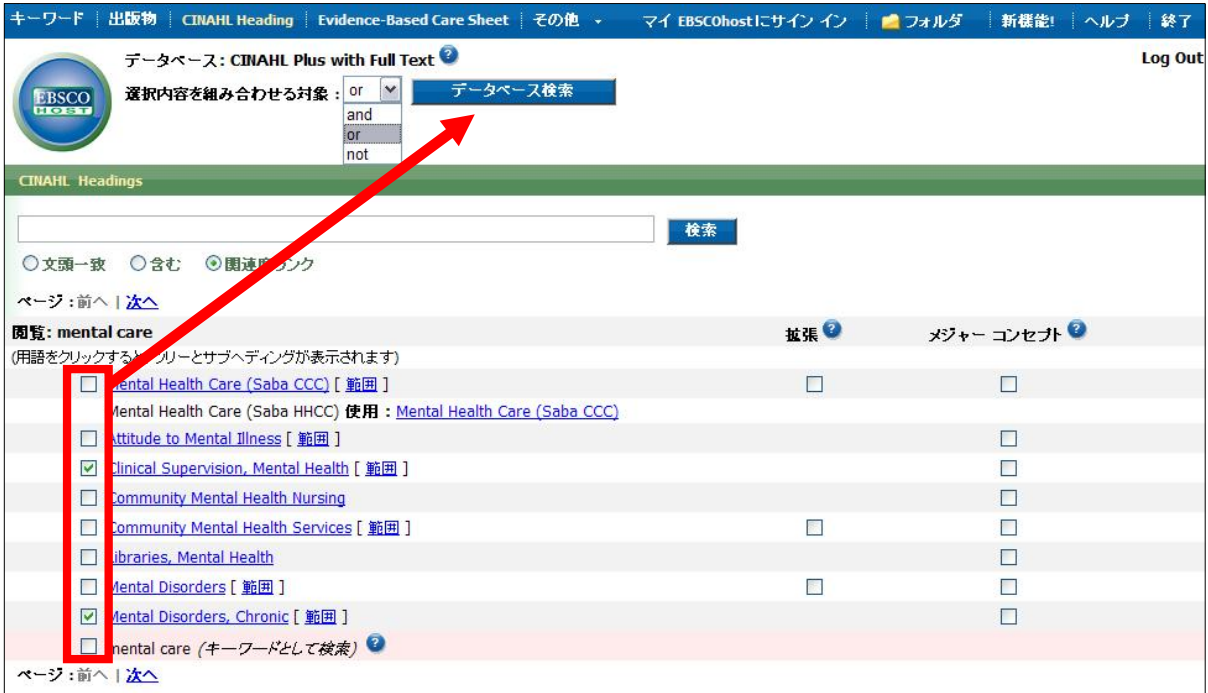 キーワード 出版物 CINAHL Heading Evidence-Based Care Sheet その他 マイ EBSCOhostにサイン イン フォルダ 新機能! ヘルプ 終了
データベース: CINAHL Plus with Full Text ? Log Out
EBSCO HOST
選択内容を組み合わせる対象 : or データベース検索
and
or
not
CINAHL Headings
検索
文頭一致 含む 関連度ランク
ページ : 前へ | 次へ
閲覧: mental care 拡張 ? メジャー コンセプト ?
(用語をクリックするとツリーとサブヘディングが表示されます)
Mental Health Care (Saba CCC) [ 範囲 ]
Mental Health Care (Saba HHCC) 使用 : Mental Health Care (Saba CCC)
Attitude to Mental Illness [ 範囲 ]
Clinical Supervision, Mental Health [ 範囲 ]
Community Mental Health Nursing
Community Mental Health Services [ 範囲 ]
Libraries, Mental Health
Mental Disorders [ 範囲 ]
Mental Disorders, Chronic [ 範囲 ]
mental care (キーワードとして検索) ?
ページ : 前へ | 次へ